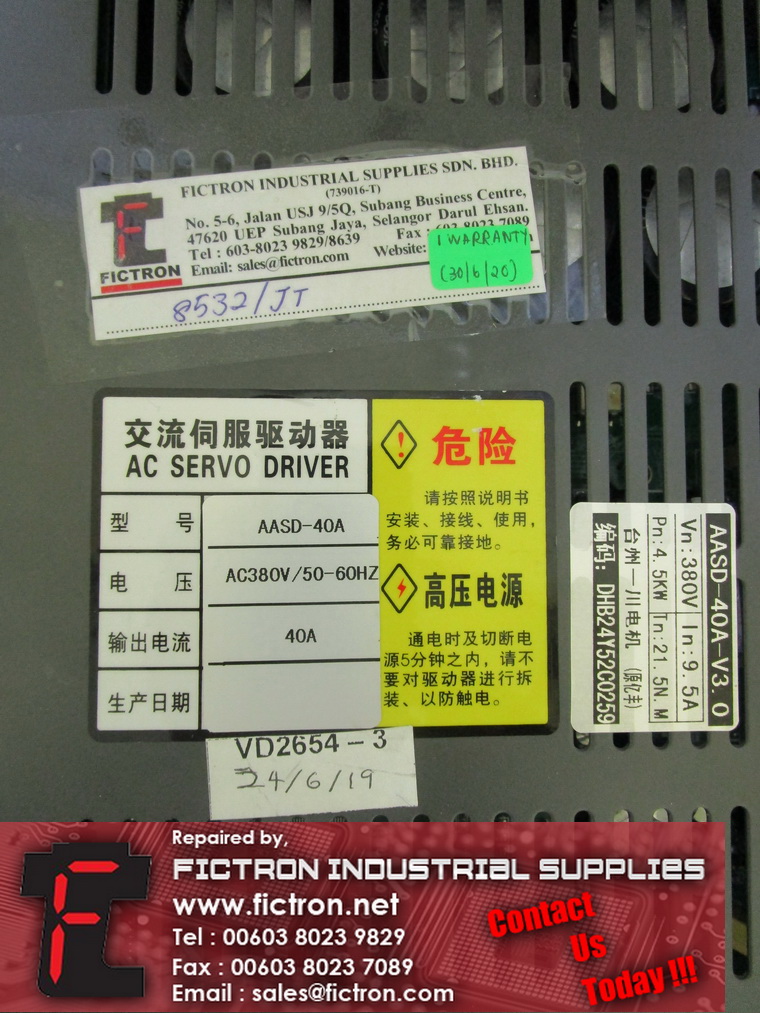 FICTRON INDUSTRIAL SUPPLIES SDN. BHD.
(739016-T)
No. 5-6, Jalan USJ 9/5Q, Subang Business Centre,
47620 UEP Subang Jaya, Selangor Darul Ehsan.
Tel : 603-8023 9829/8639 Fax : 603-8023 7089
Email: sales@fictron.com Website:
FICTRON
1 WARRANTY
(30/6/20)
8532/JT
交流伺服驱动器
AC SERVO DRIVER
型 号 AASD-40A
电 压 AC380V/50-60HZ
输出电流 40A
生产日期
危险
请按照说明书
安装、接线、使用,
务必可靠接地。
高压电源
通电时及切断电
源5分钟之内,请不
要对驱动器进行拆
装、以防触电。
AASD-40A-V3.0
Vn:380V In:9.5A
Pn:4.5KW Tn:21.5N.M
台州一川电机 (原亿丰)
编码: DHB24Y52C0259
VD2654-3
24/6/19
Repaired by,
FICTRON INDUSTRIAL SUPPLIES
www.fictron.net
Tel : 00603 8023 9829
Fax : 00603 8023 7089
Email : sales@fictron.com
Contact
Us
Today !!!